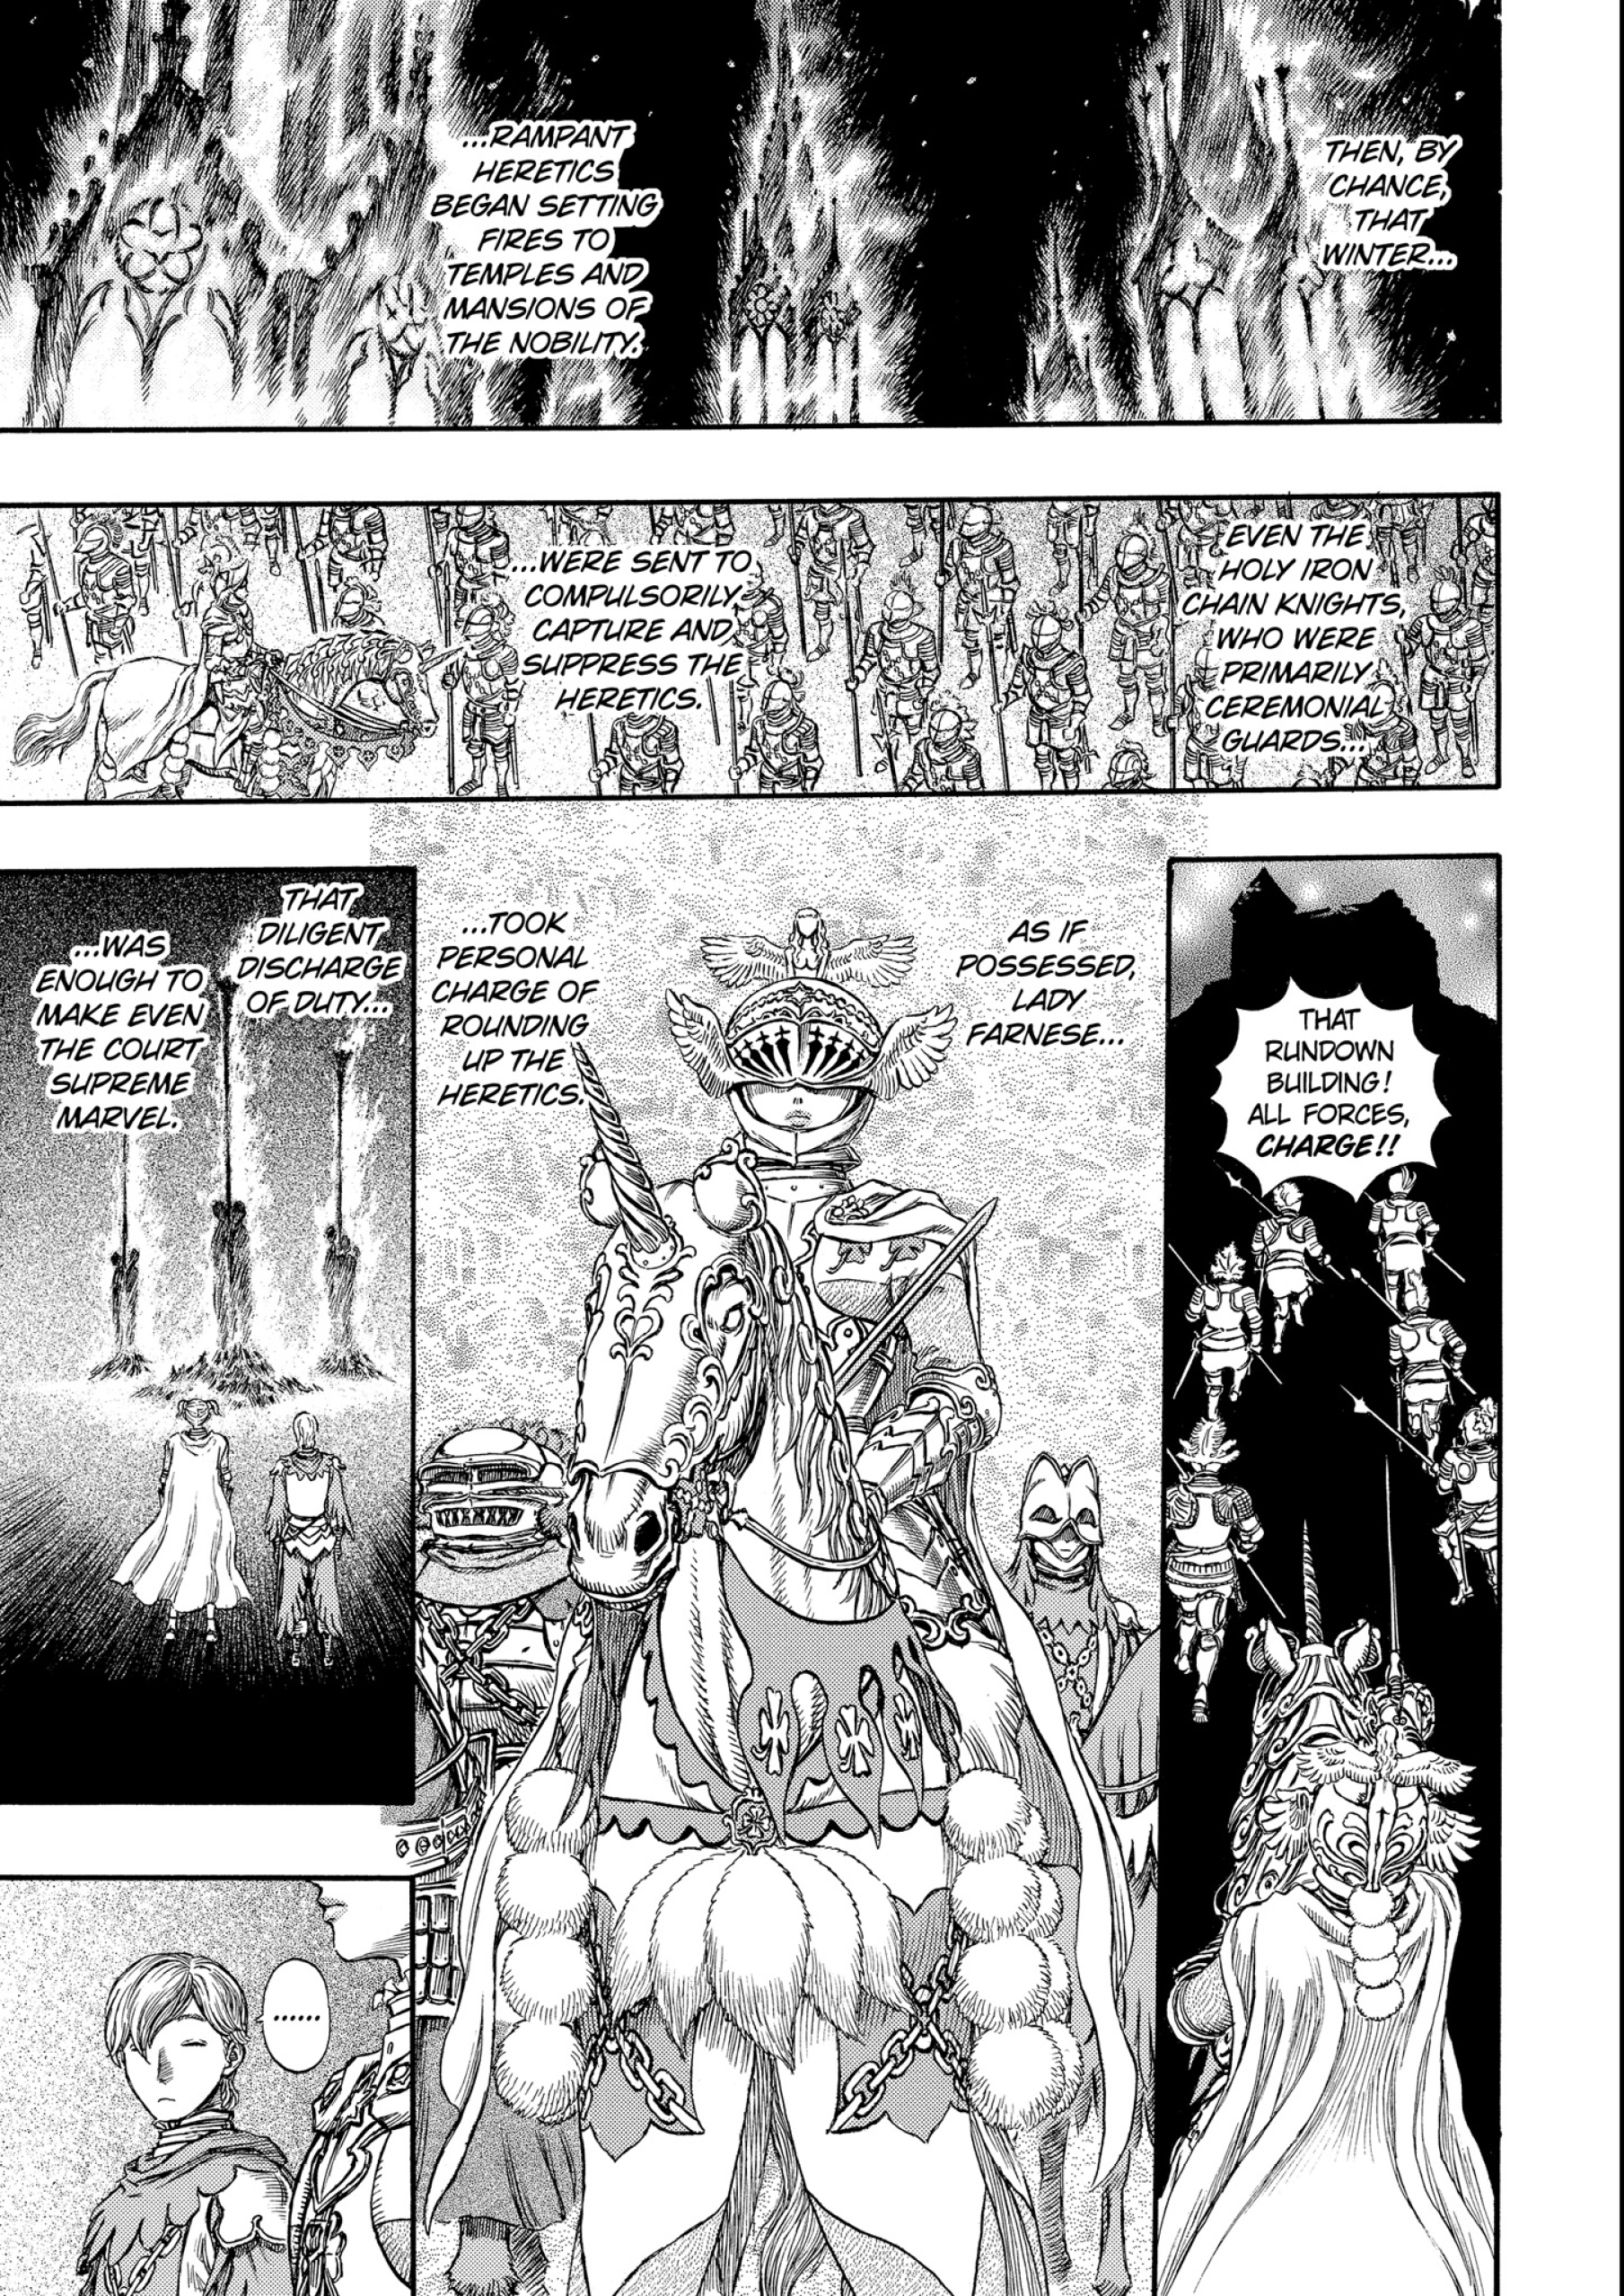 THEN, BY
CHANCE,
THAT
WINTER...
...RAMPANT
HERETICS
BEGAN SETTING
FIRES TO
TEMPLES AND
MANSIONS OF
THE NOBILITY.
EVEN THE
HOLY IRON
CHAIN KNIGHTS,
WHO WERE
PRIMARILY
CEREMONIAL
GUARDS...
...WERE SENT TO
COMPULSORILY
CAPTURE AND
SUPPRESS THE
HERETICS.
THAT
RUNDOWN
BUILDING!
ALL FORCES,
CHARGE!!
AS IF
POSSESSED,
LADY
FARNESE...
...TOOK
PERSONAL
CHARGE OF
ROUNDING
UP THE
HERETICS.
THAT
DILIGENT
DISCHARGE
OF DUTY...
...WAS
ENOUGH TO
MAKE EVEN
THE COURT
SUPREME
MARVEL.
......